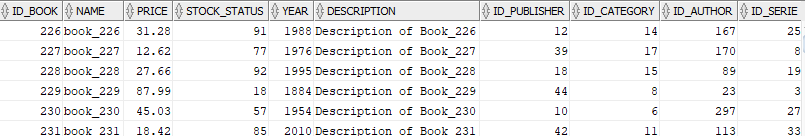 ID_BOOK NAME PRICE STOCK_STATUS YEAR DESCRIPTION ID_PUBLISHER ID_CATEGORY ID_AUTHOR ID_SERIE
226 book_226 31.28 91 1988 Description of Book_226 12 14 167 25
227 book_227 12.62 77 1976 Description of Book_227 39 17 170 8
228 book_228 27.66 92 1995 Description of Book_228 18 15 89 19
229 book_229 87.99 18 1884 Description of Book_229 44 8 23 3
230 book_230 45.03 57 1954 Description of Book_230 10 6 297 27
231 book_231 18.42 85 2010 Description of Book_231 42 11 113 33